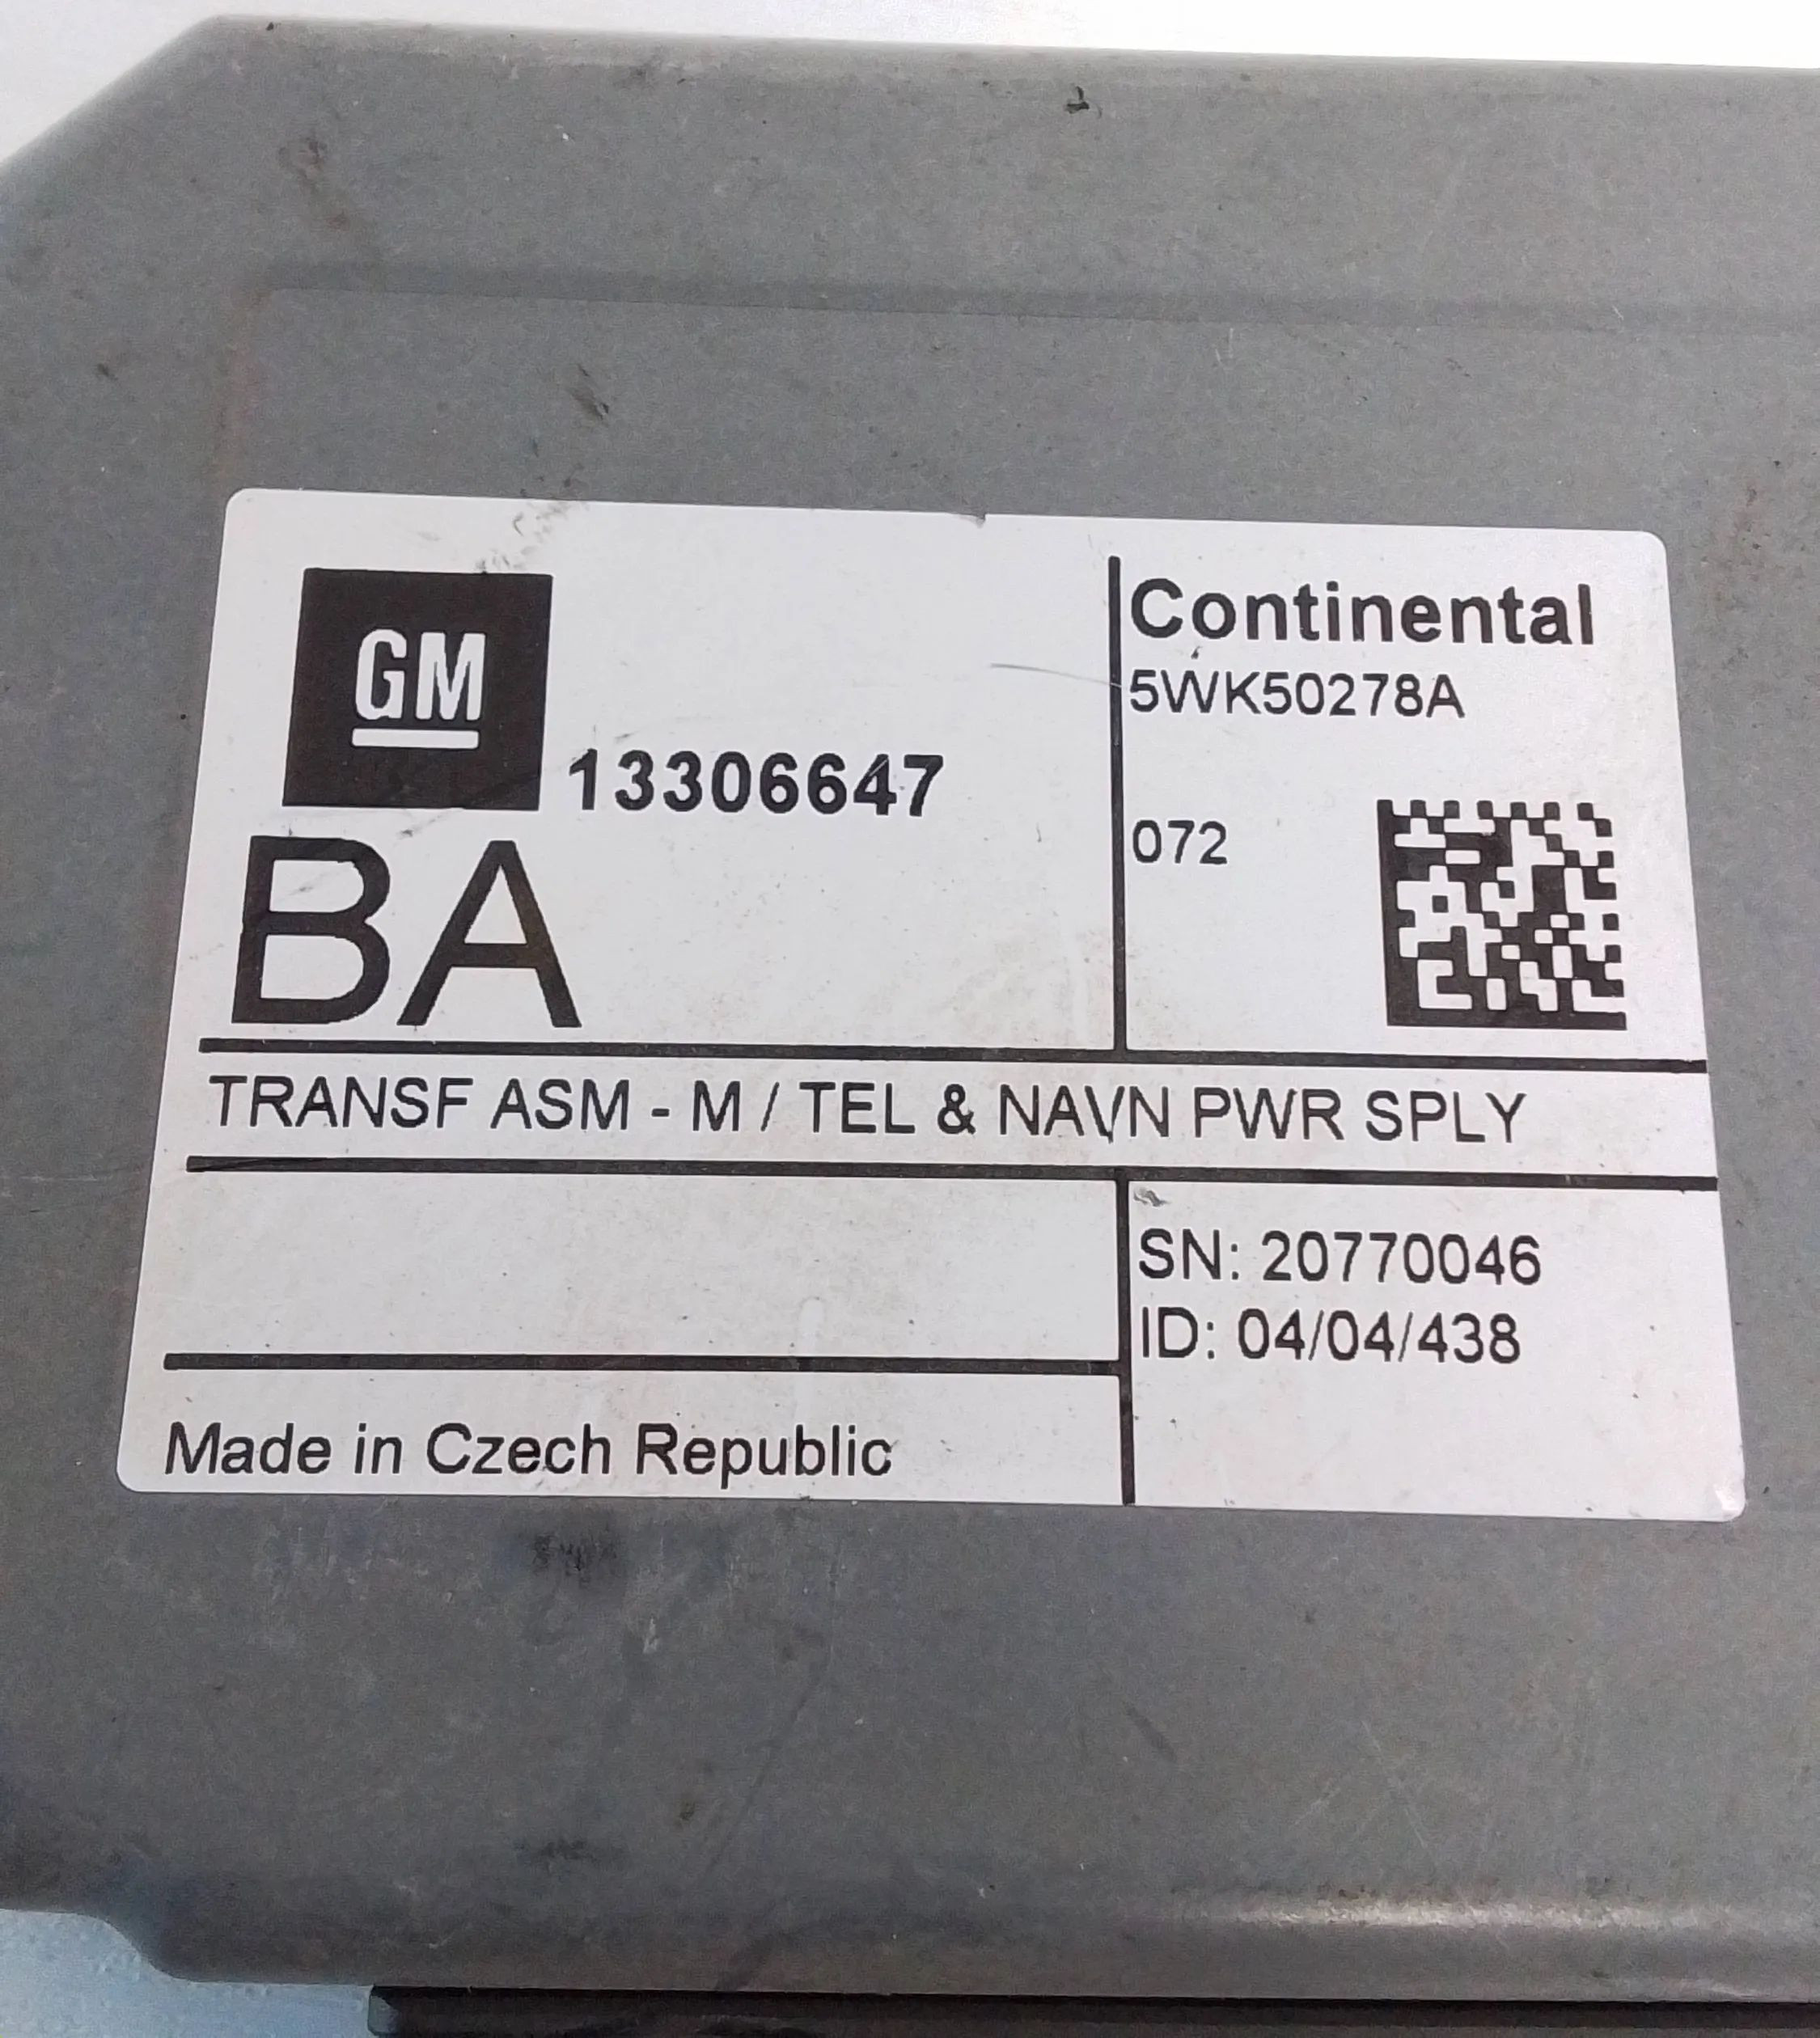 GM
13306647
BA
Continental
5WK50278A
072
TRANSF ASM - M / TEL & NAVN PWR SPLY
SN: 20770046
ID: 04/04/438
Made in Czech Republic